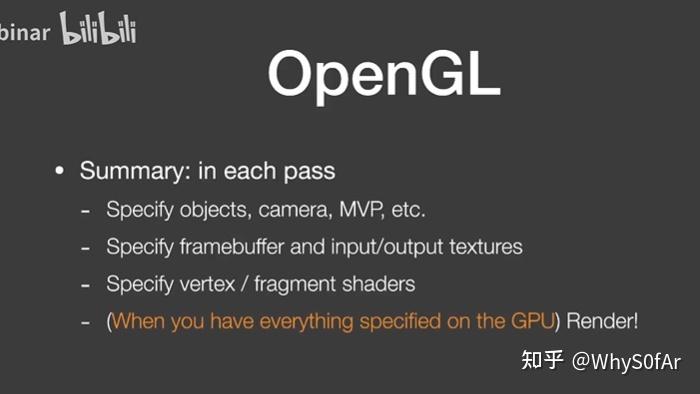 binar bilibili
OpenGL
• Summary: in each pass
- Specify objects, camera, MVP, etc.
- Specify framebuffer and input/output textures
- Specify vertex / fragment shaders
- (When you have everything specified on the GPU) Render!
知乎 @WhyS0fAr